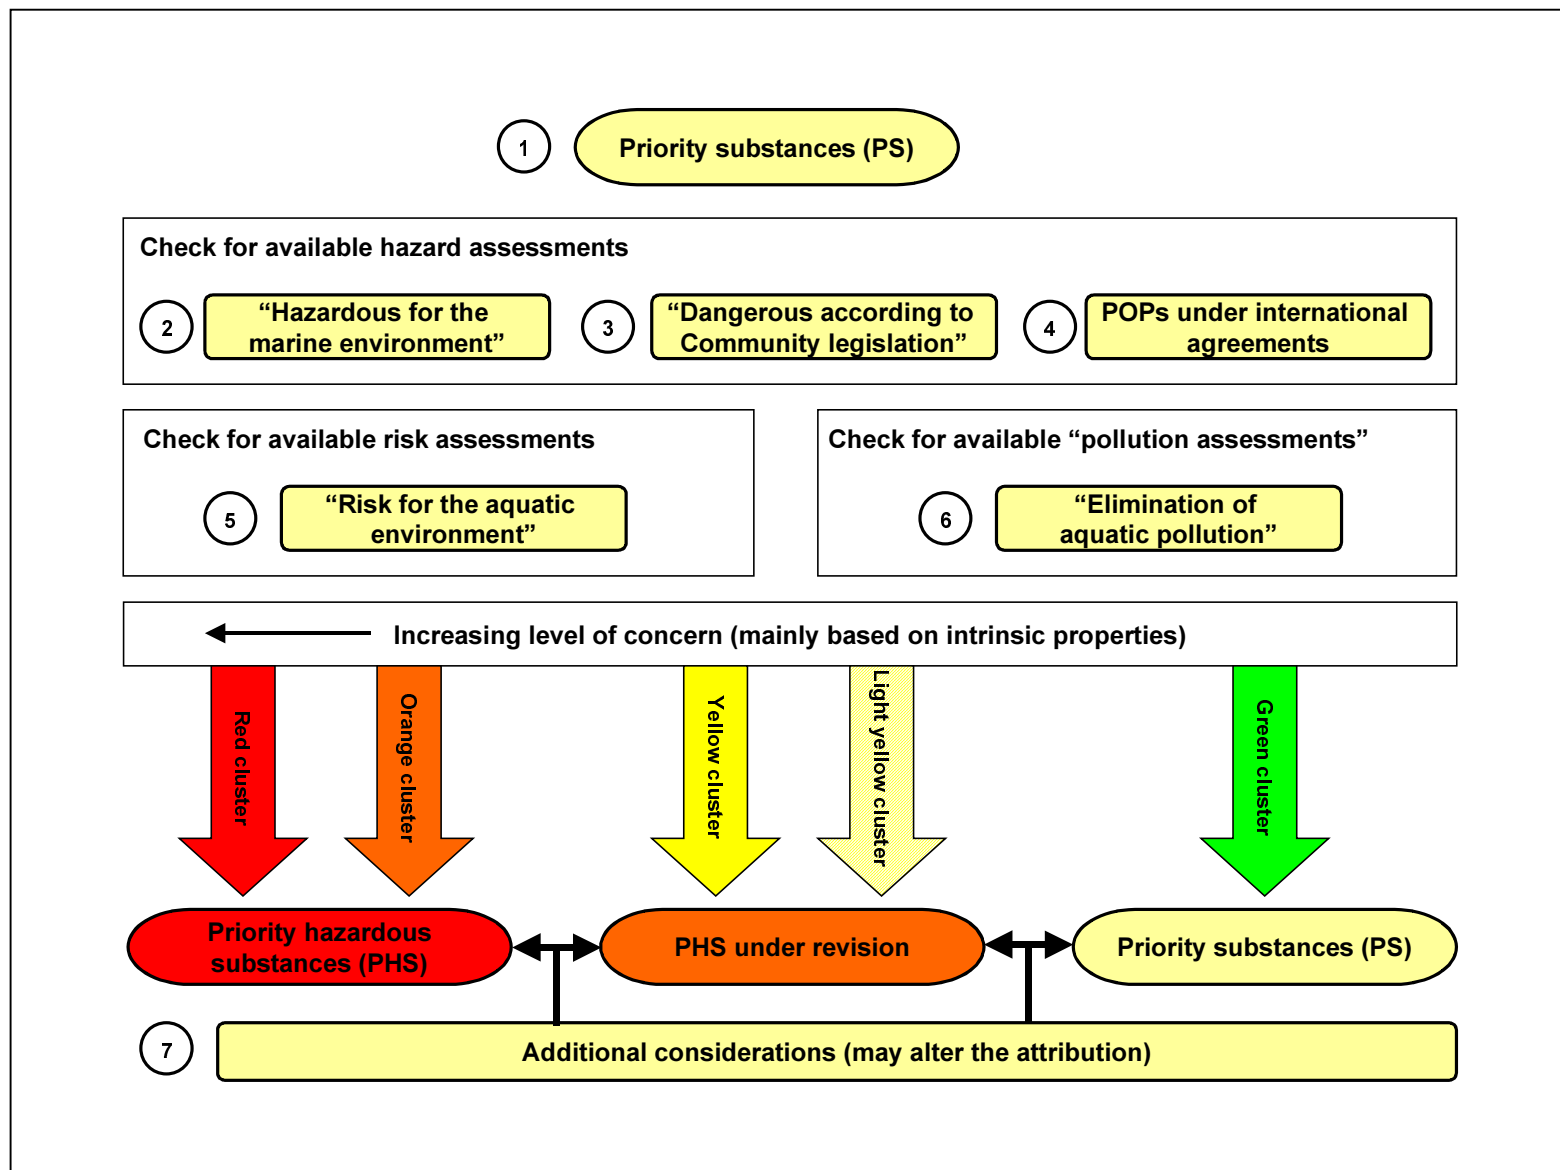 1
Priority substances (PS)
Check for available hazard assessments
2
“Hazardous for the
marine environment”
3
“Dangerous according to
Community legislation”
4
POPs under international
agreements
Check for available risk assessments
5
“Risk for the aquatic
environment”
Check for available “pollution assessments”
6
“Elimination of
aquatic pollution”
Increasing level of concern (mainly based on intrinsic properties)
Red cluster
Orange cluster
Yellow cluster
Light yellow cluster
Green cluster
Priority hazardous
substances (PHS)
PHS under revision
Priority substances (PS)
7
Additional considerations (may alter the attribution)